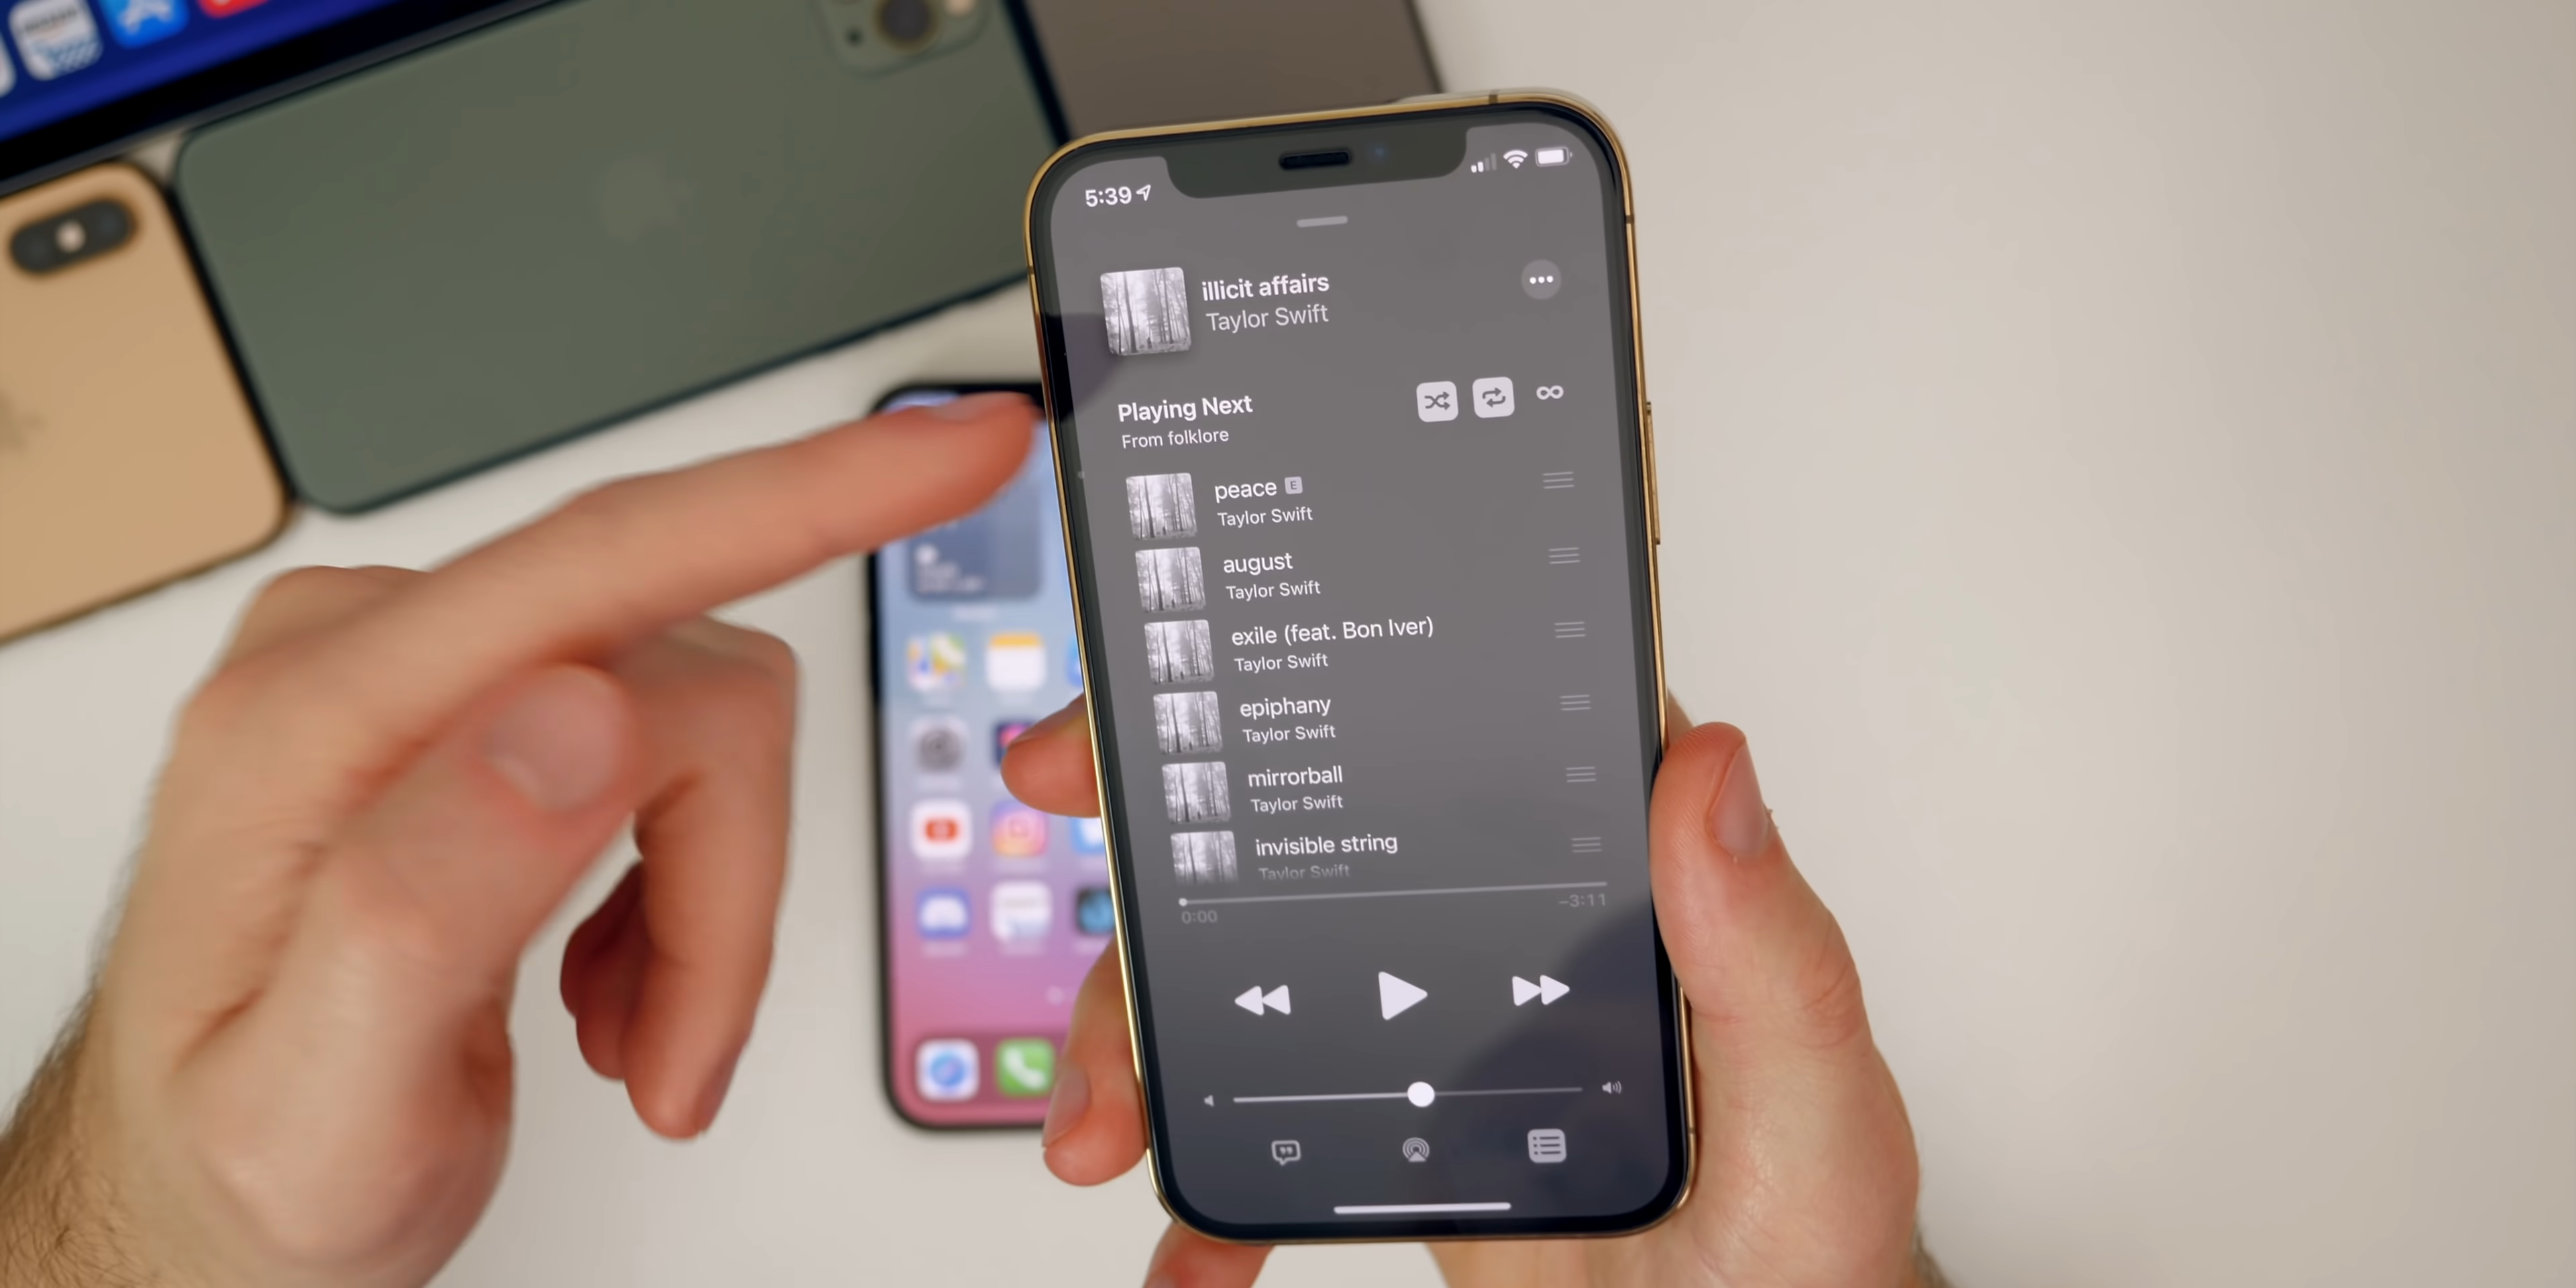 5:39
illicit affairs
Taylor Swift
Playing Next
From folklore
peace E
Taylor Swift
august
Taylor Swift
exile (feat. Bon Iver)
Taylor Swift
epiphany
Taylor Swift
mirrorball
Taylor Swift
invisible string
Taylor Swift
0:00
-3:11